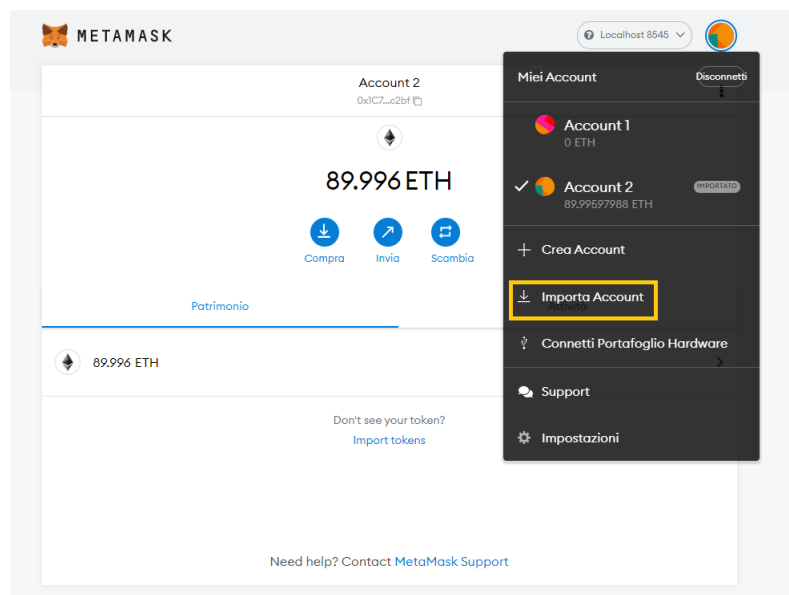 METAMASK
Localhost 8545
Account 2
0x1C7...c2bf
89.996 ETH
Compra
Invia
Scambia
Patrimonio
Attività
89.996 ETH
Don't see your token?
Import tokens
Need help? Contact MetaMask Support
Miei Account
Disconnetti
Account 1
0 ETH
Account 2
IMPORTATO
89.99597988 ETH
Crea Account
Importa Account
Connetti Portafoglio Hardware
Support
Impostazioni